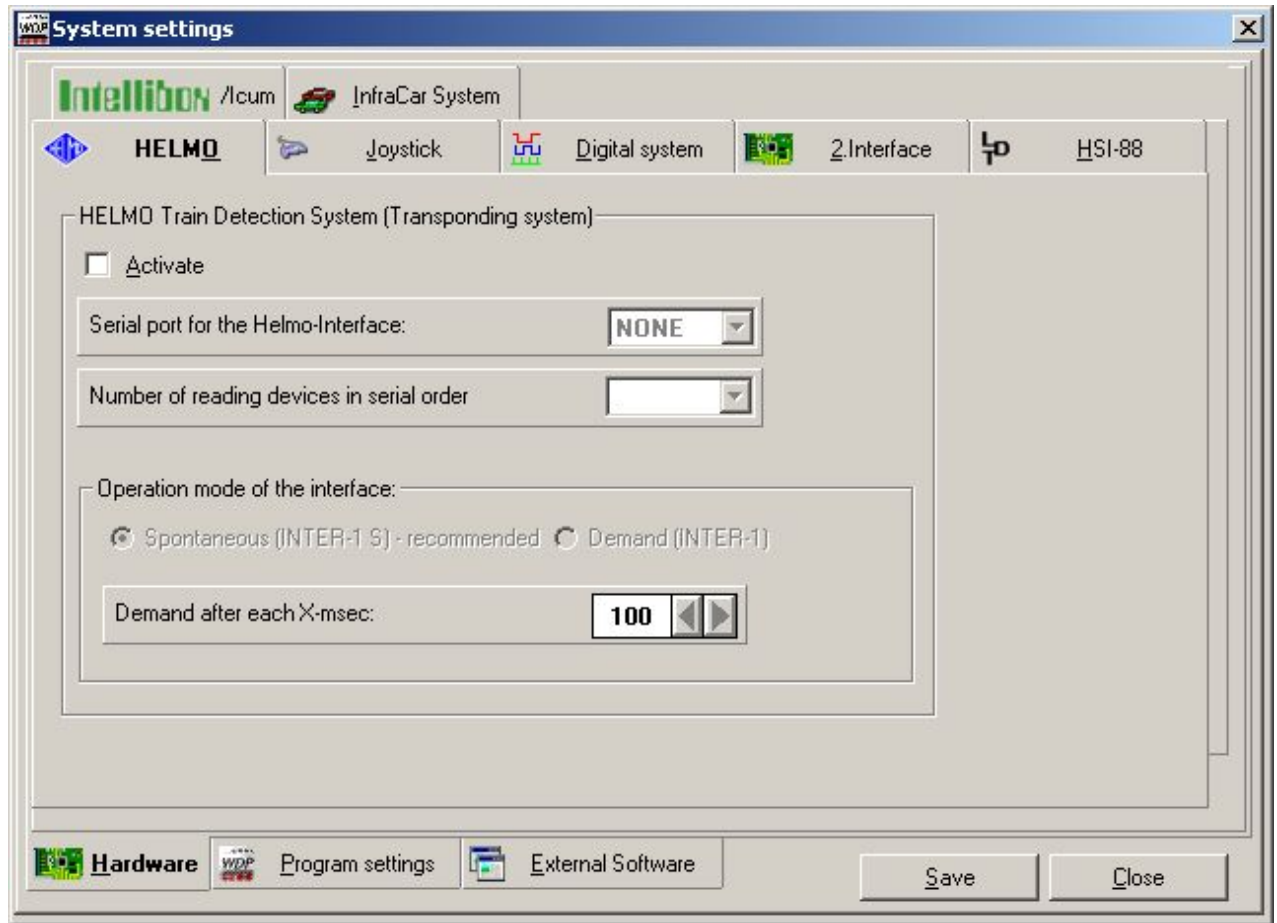 WDP System settings
Intellibox /Icum InfraCar System
HELMO Joystick Digital system 2.Interface LDT HSI-88
HELMO Train Detection System (Transponding system)
Activate
Serial port for the Helmo-Interface: NONE
Number of reading devices in serial order
Operation mode of the interface:
Spontaneous (INTER-1 S) - recommended Demand (INTER-1)
Demand after each X-msec: 100
Hardware WDP Program settings External Software
Save Close